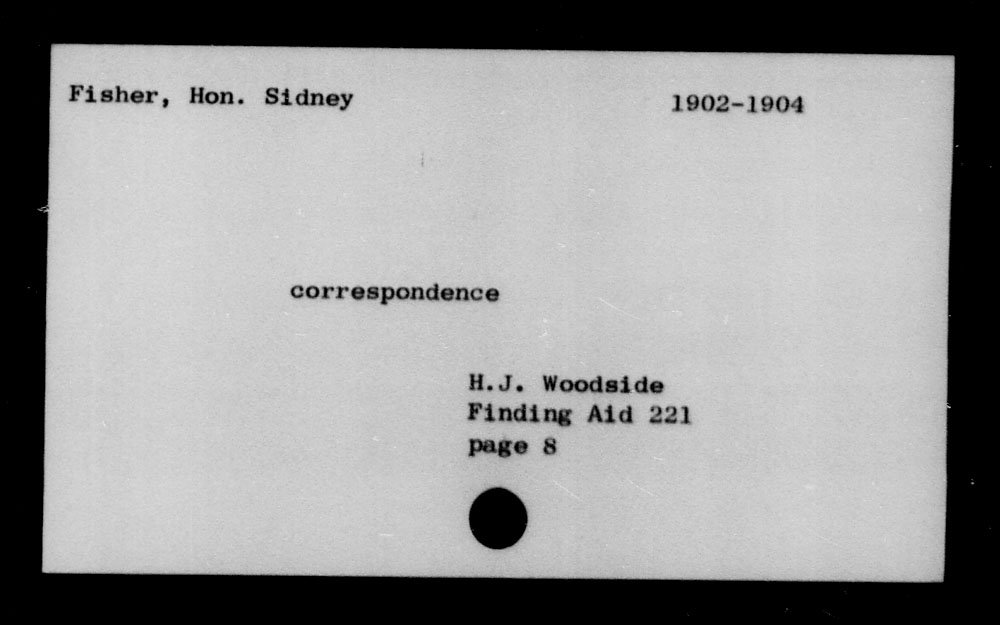 Fisher, Hon. Sidney 1902-1904
correspondence
H.J. Woodside
Finding Aid 221
page 8